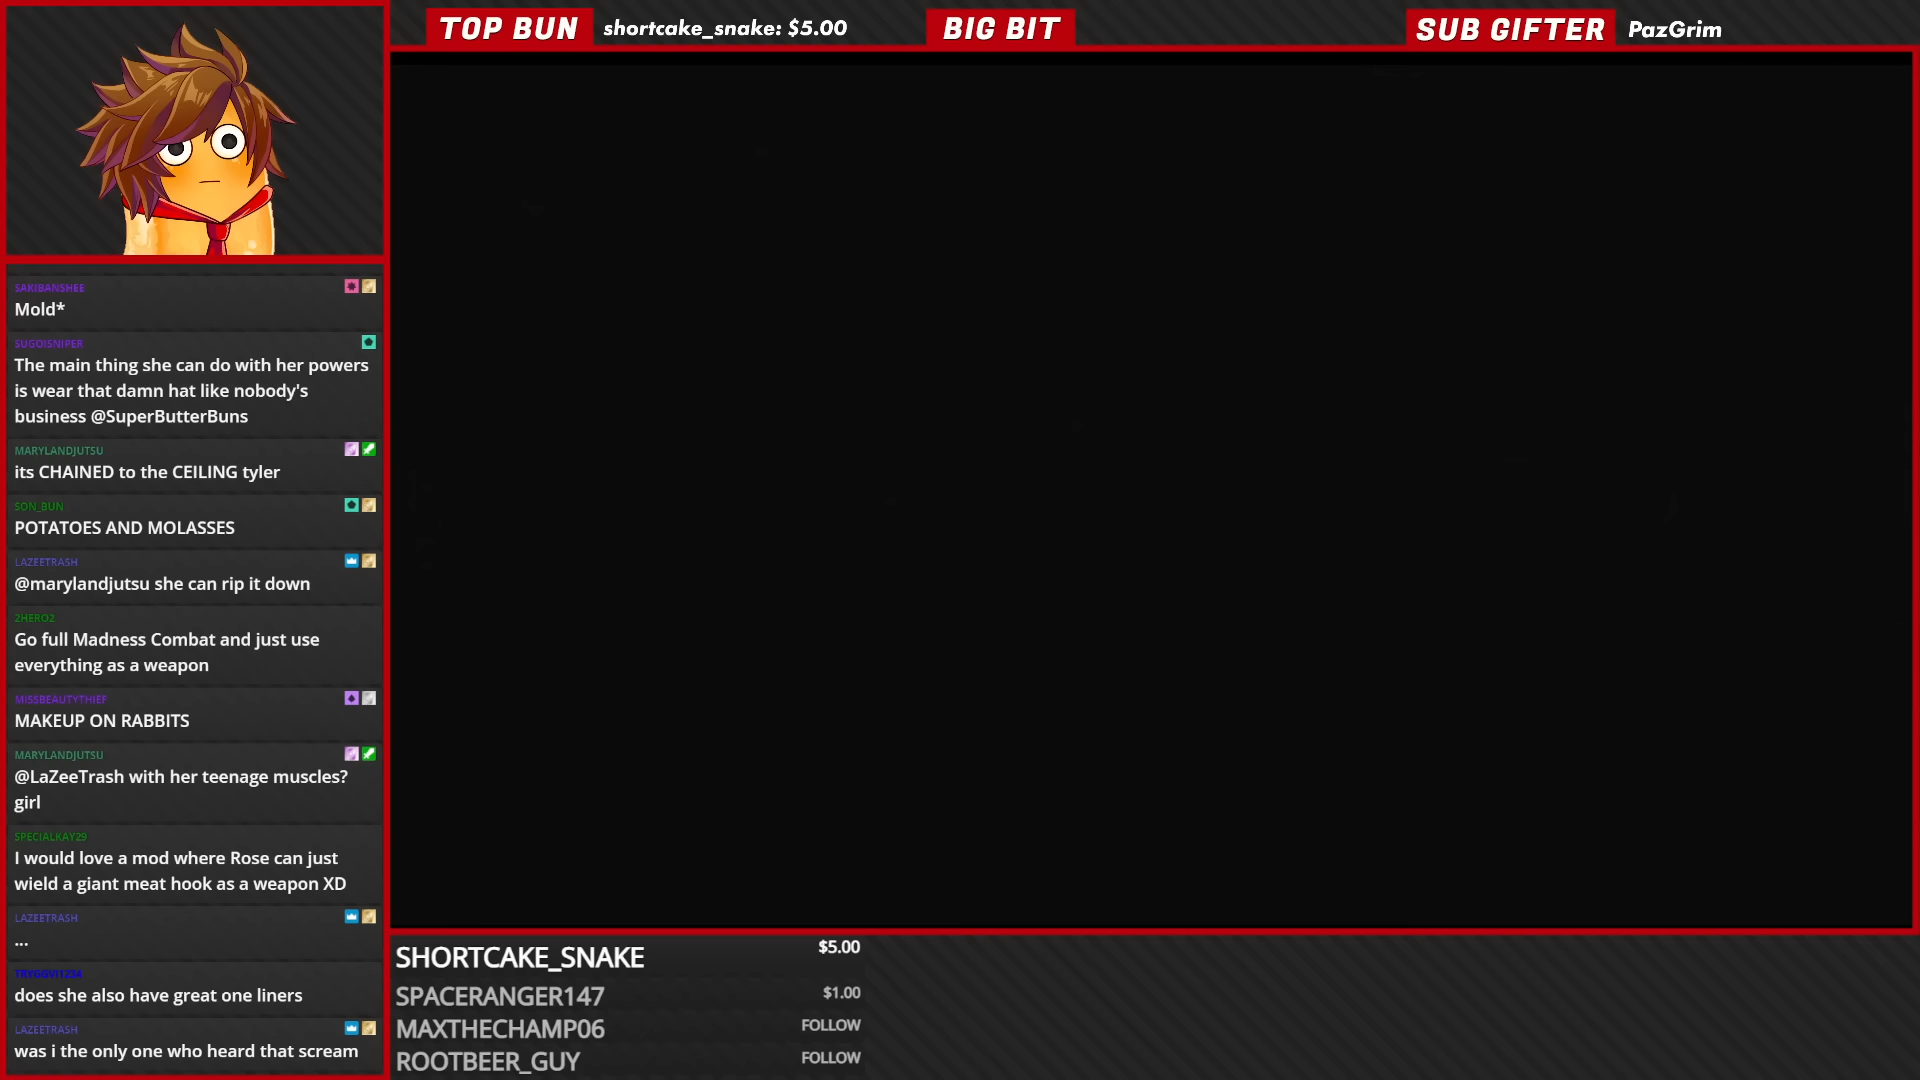 TOP BUN
shortcake_snake: $5.00
BIG BIT
SUB GIFTER
PazGrim
SAKIBANSHEE
Mold*
SUGOISNIPER
The main thing she can do with her powers
is wear that damn hat like nobody's
business @SuperButterBuns
MARYLANDJUTSU
its CHAINED to the CEILING tyler
SON_BUN
POTATOES AND MOLASSES
LAZEETRASH
@marylandjutsu she can rip it down
2HERO2
Go full Madness Combat and just use
everything as a weapon
MISSBEAUTYTHIEF
MAKEUP ON RABBITS
MARYLANDJUTSU
@LaZeeTrash with her teenage muscles?
girl
SPECIALKAY29
I would love a mod where Rose can just
wield a giant meat hook as a weapon XD
LAZEETRASH
...
TRYGGVI1234
does she also have great one liners
LAZEETRASH
was i the only one who heard that scream
SHORTCAKE_SNAKE $5.00
SPACERANGER147 $1.00
MAXTHECHAMP06 FOLLOW
ROOTBEER_GUY FOLLOW